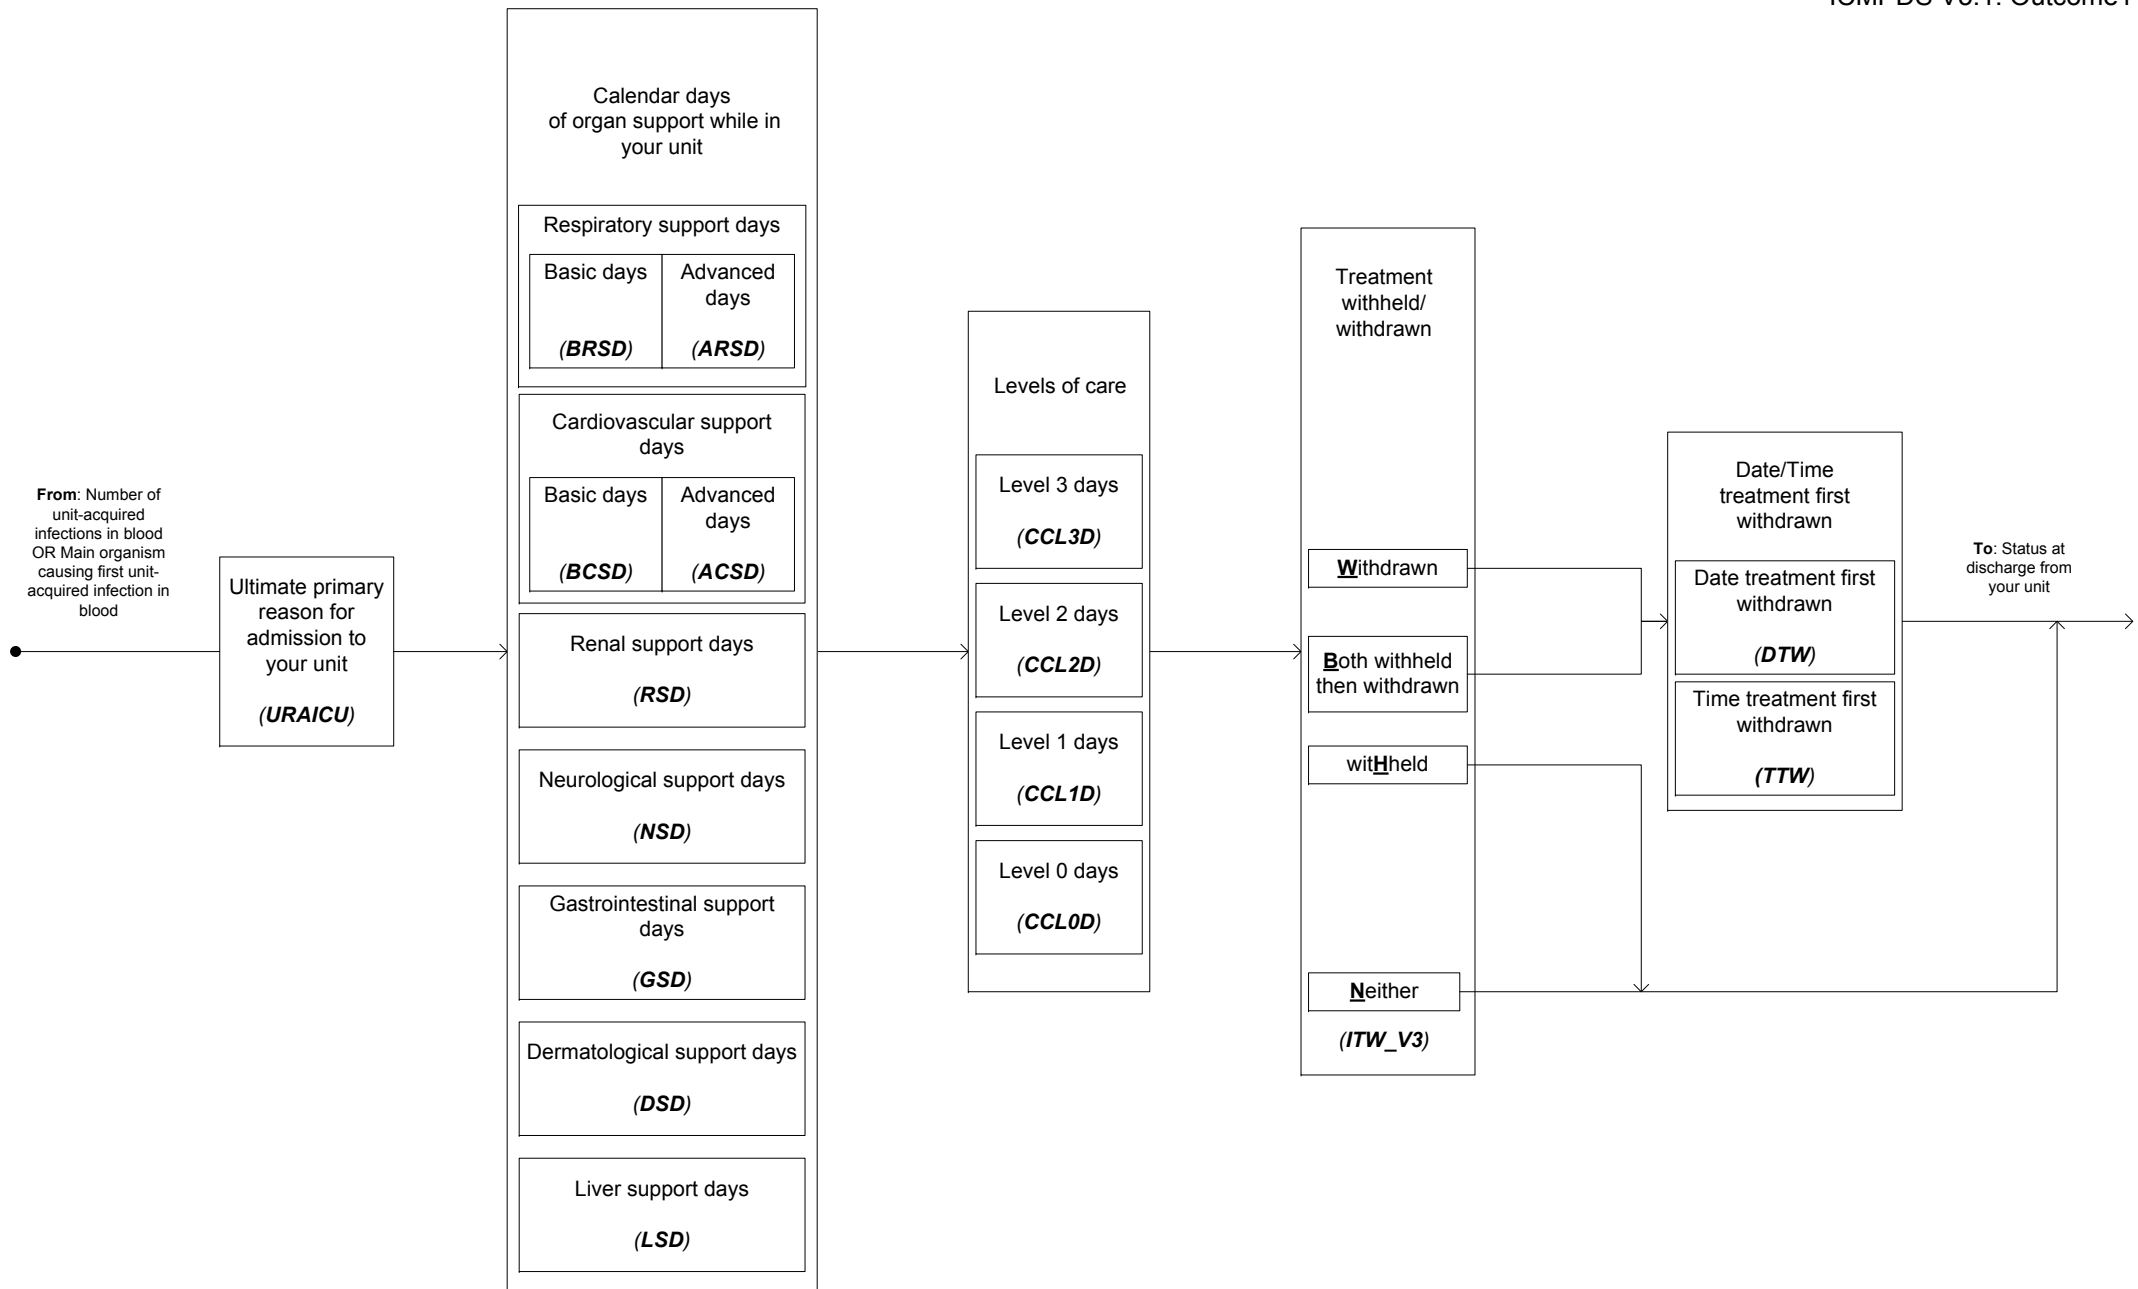 Calendar days
of organ support while in
your unit
Respiratory support days
Basic days
(BRSD)
Advanced
days
(ARSD)
Cardiovascular support
days
Basic days
(BCSD)
Advanced
days
(ACSD)
Renal support days
(RSD)
Neurological support days
(NSD)
Gastrointestinal support
days
(GSD)
Dermatological support days
(DSD)
Liver support days
(LSD)
From: Number of
unit-acquired
infections in blood
OR Main organism
causing first unit-
acquired infection in
blood
Ultimate primary
reason for
admission to
your unit
(URAICU)
Levels of care
Level 3 days
(CCL3D)
Level 2 days
(CCL2D)
Level 1 days
(CCL1D)
Level 0 days
(CCL0D)
Treatment
withheld/
withdrawn
Withdrawn
Both withheld
then withdrawn
witHheld
Neither
(ITW_V3)
Date/Time
treatment first
withdrawn
Date treatment first
withdrawn
(DTW)
Time treatment first
withdrawn
(TTW)
To: Status at
discharge from
your unit